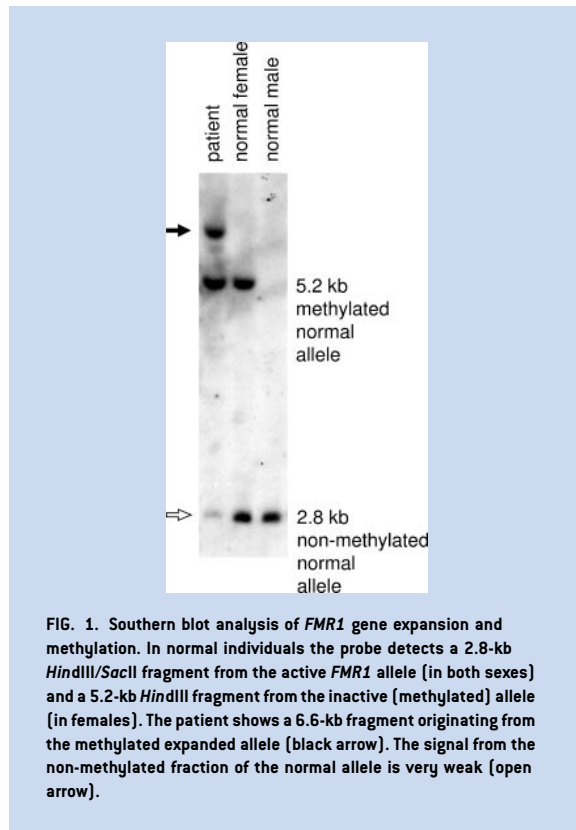 patient
normal female
normal male
5.2 kb
methylated
normal
allele
2.8 kb
non-methylated
normal
allele
FIG. 1. Southern blot analysis of FMR1 gene expansion and
methylation. In normal individuals the probe detects a 2.8-kb
HindIII/SacII fragment from the active FMR1 allele (in both sexes)
and a 5.2-kb HindIII fragment from the inactive (methylated) allele
(in females). The patient shows a 6.6-kb fragment originating from
the methylated expanded allele (black arrow). The signal from the
non-methylated fraction of the normal allele is very weak (open
arrow).